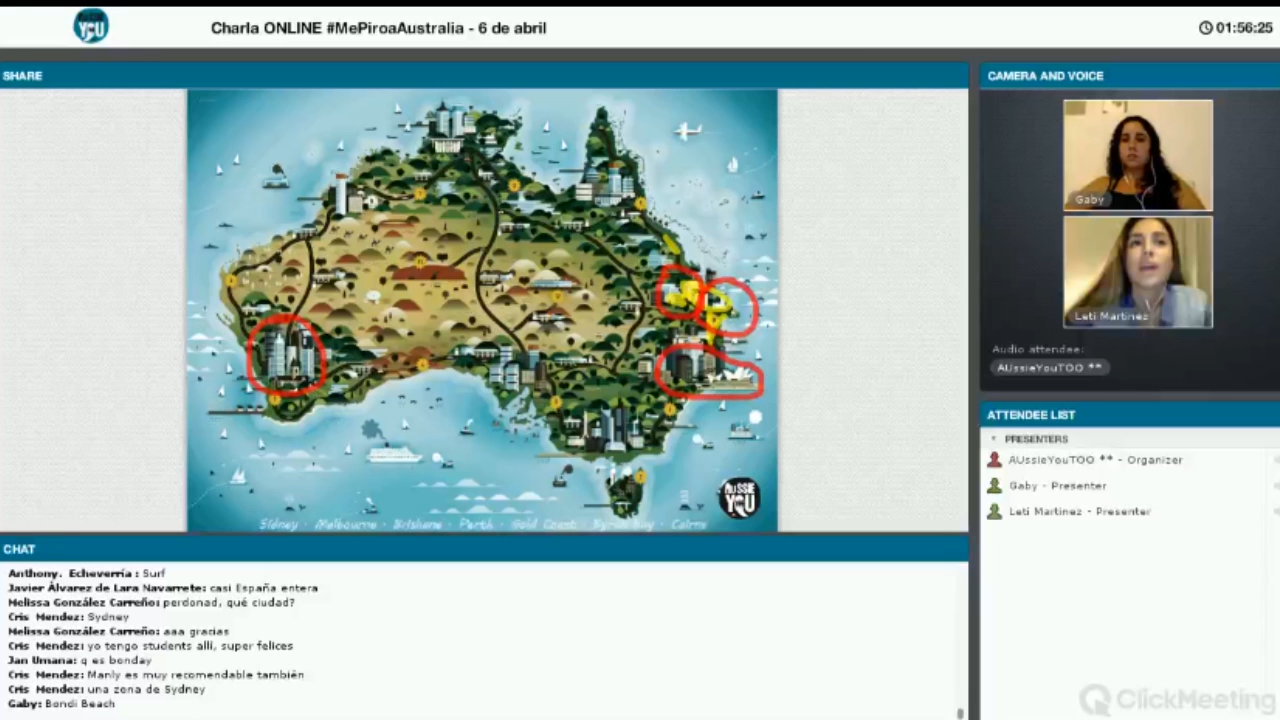 AUSSIE YOU
Charla ONLINE #MePiroaAustralia - 6 de abril
01:56:25
SHARE
CAMERA AND VOICE
Gaby
Leti Martinez
Audio attendee:
AUssieYouTOO **
AUSSIE YOU
Sidney · Melbourne · Brisbane · Perth · Gold Coast · Byron Bay · Cairns
ATTENDEE LIST
PRESENTERS
AUssieYouTOO ** - Organizer
Gaby - Presenter
Leti Martinez - Presenter
CHAT
Anthony. Echeverría : Surf
Javier Álvarez de Lara Navarrete: casi España entera
Melissa González Carreño: perdonad, qué ciudad?
Cris Mendez: Sydney
Melissa González Carreño: aaa gracias
Cris Mendez: yo tengo students allí, super felices
Jan Umana: q es bonday
Cris Mendez: Manly es muy recomendable también
Cris Mendez: una zona de Sydney
Gaby: Bondi Beach
ClickMeeting